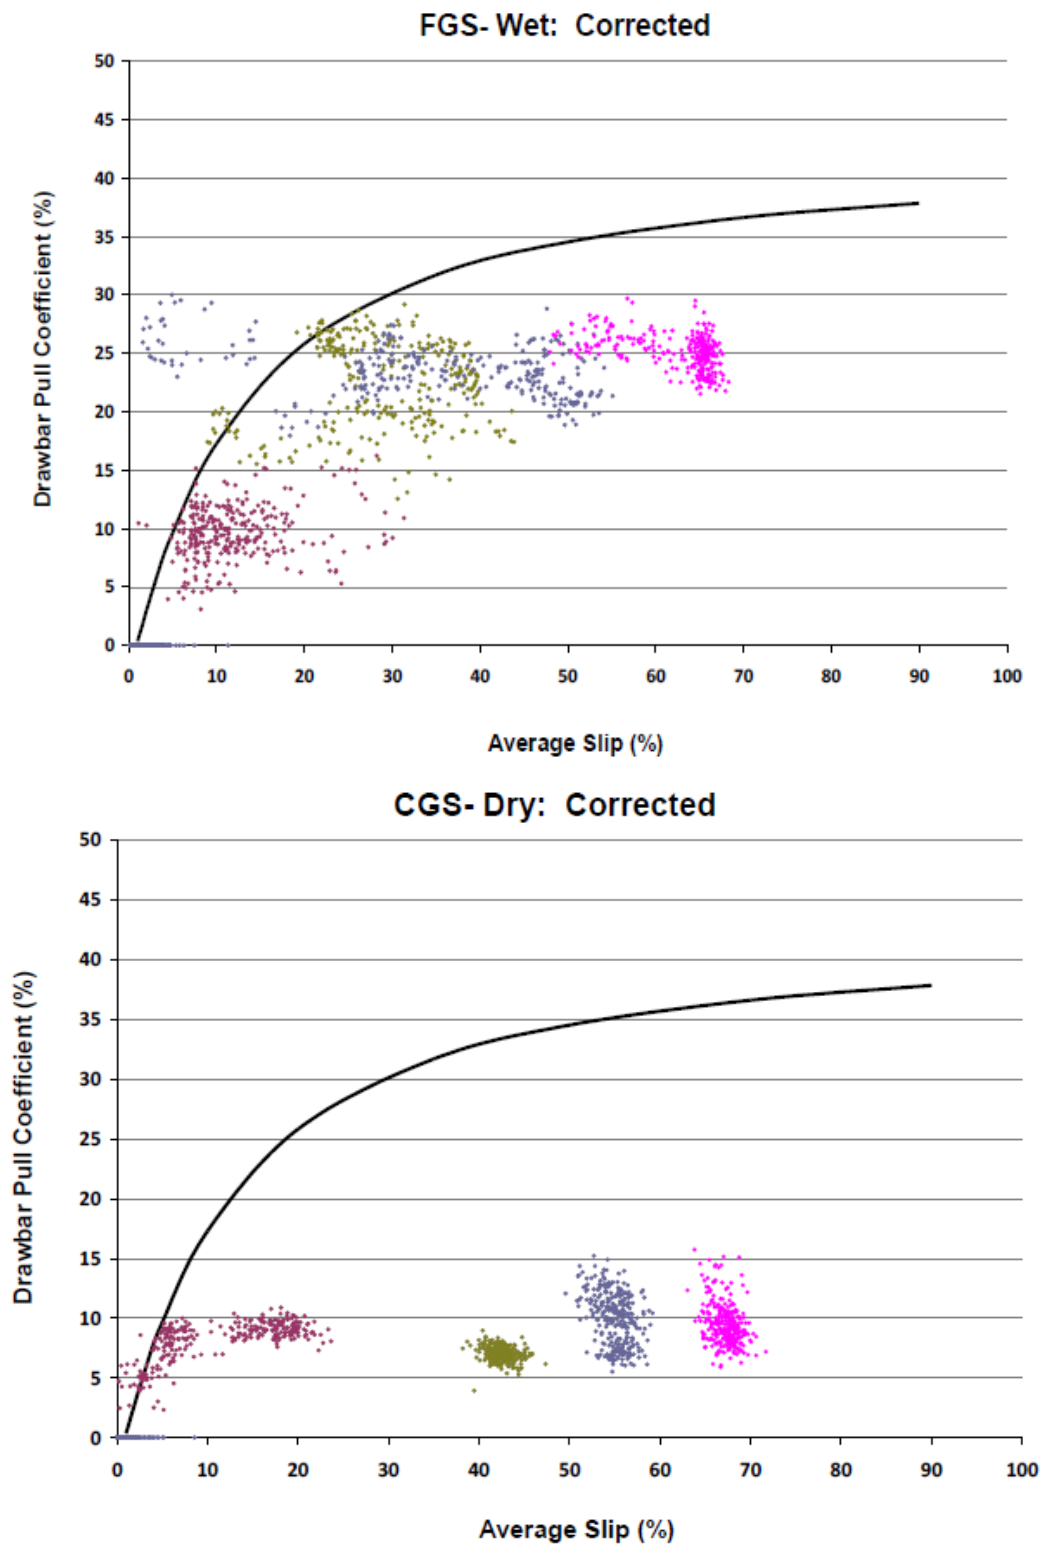 FGS- Wet:  Corrected
50
45
40
35
30
25
20
15
10
5
0
Drawbar Pull Coefficient (%)
0 10 20 30 40 50 60 70 80 90 100
Average Slip (%)
CGS- Dry:  Corrected
50
45
40
35
30
25
20
15
10
5
0
Drawbar Pull Coefficient (%)
0 10 20 30 40 50 60 70 80 90 100
Average Slip (%)